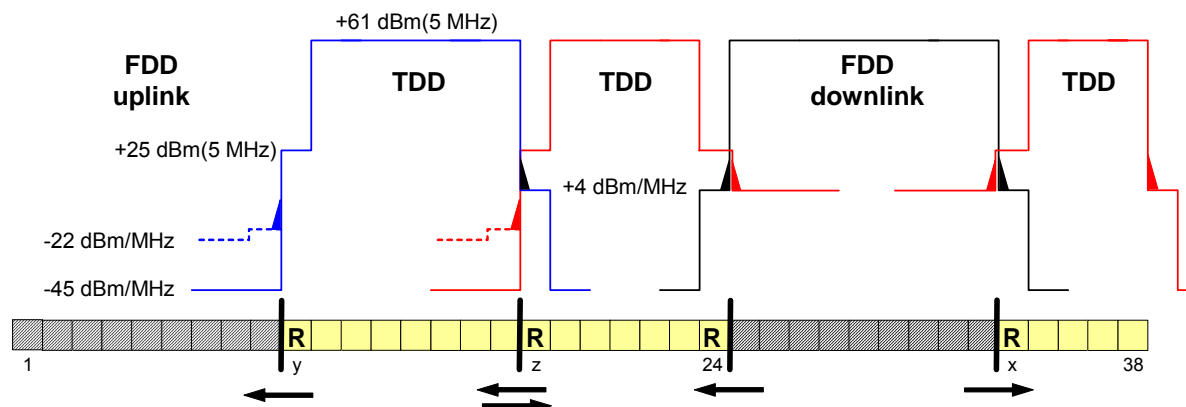 +61 dBm(5 MHz)
FDD
uplink
TDD
TDD
FDD
downlink
TDD
+25 dBm(5 MHz)
+4 dBm/MHz
-22 dBm/MHz
-45 dBm/MHz
R R R R
1 y z 24 x 38